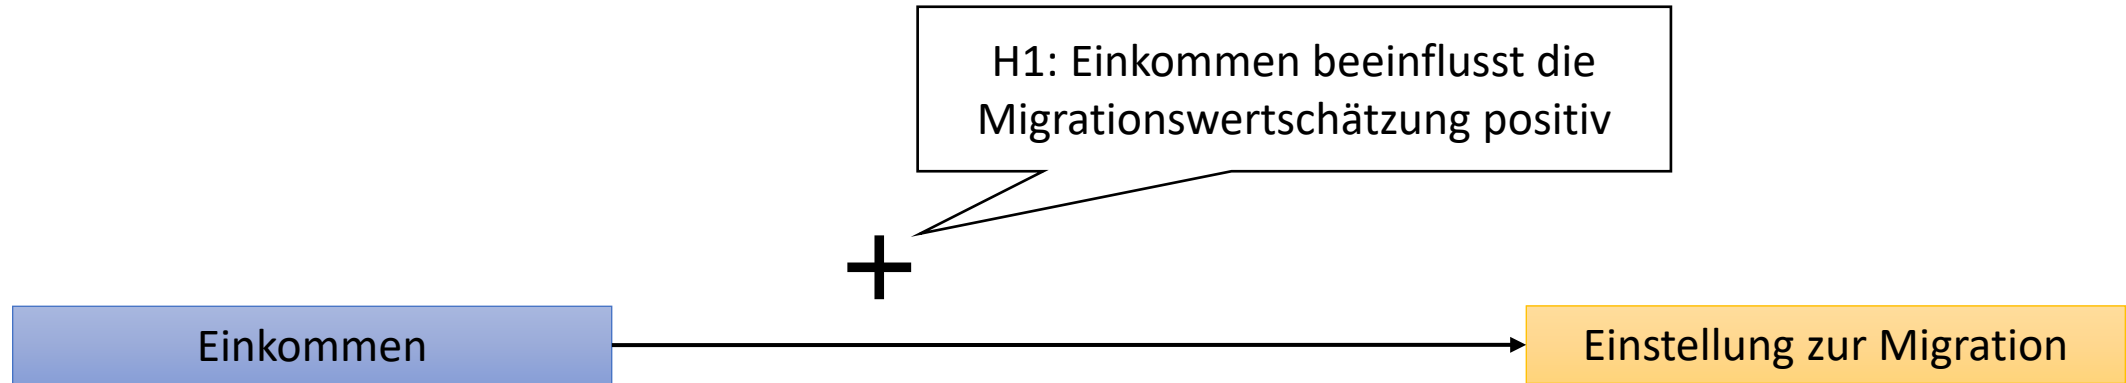 H1: Einkommen beeinflusst die
Migrationswertschätzung positiv
+
Einkommen
Einstellung zur Migration